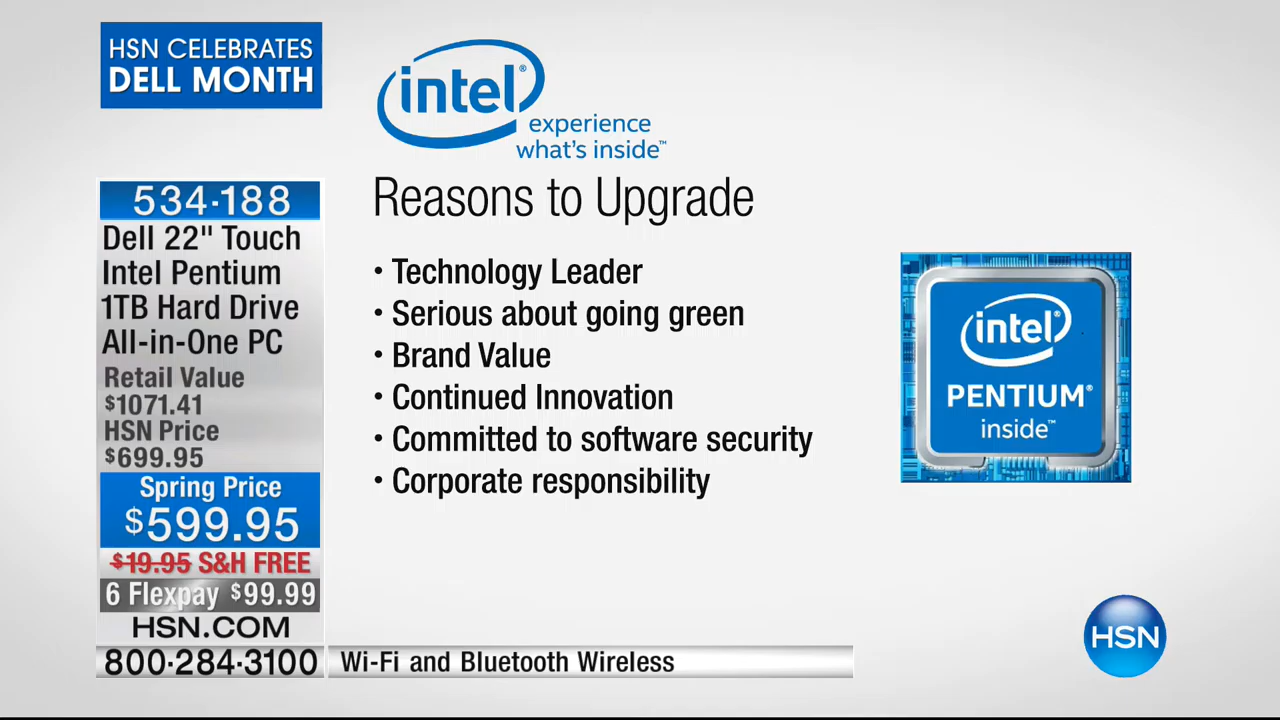 HSN CELEBRATES
DELL MONTH
intel®
experience
what's inside™
Reasons to Upgrade
• Technology Leader
• Serious about going green
• Brand Value
• Continued Innovation
• Committed to software security
• Corporate responsibility
534·188
Dell 22" Touch
Intel Pentium
1TB Hard Drive
All-in-One PC
Retail Value
$1071.41
HSN Price
$699.95
Spring Price
$599.95
$19.95 S&H FREE
6 Flexpay $99.99
HSN.COM
800·284·3100
Wi-Fi and Bluetooth Wireless
intel®
PENTIUM®
inside™
HSN